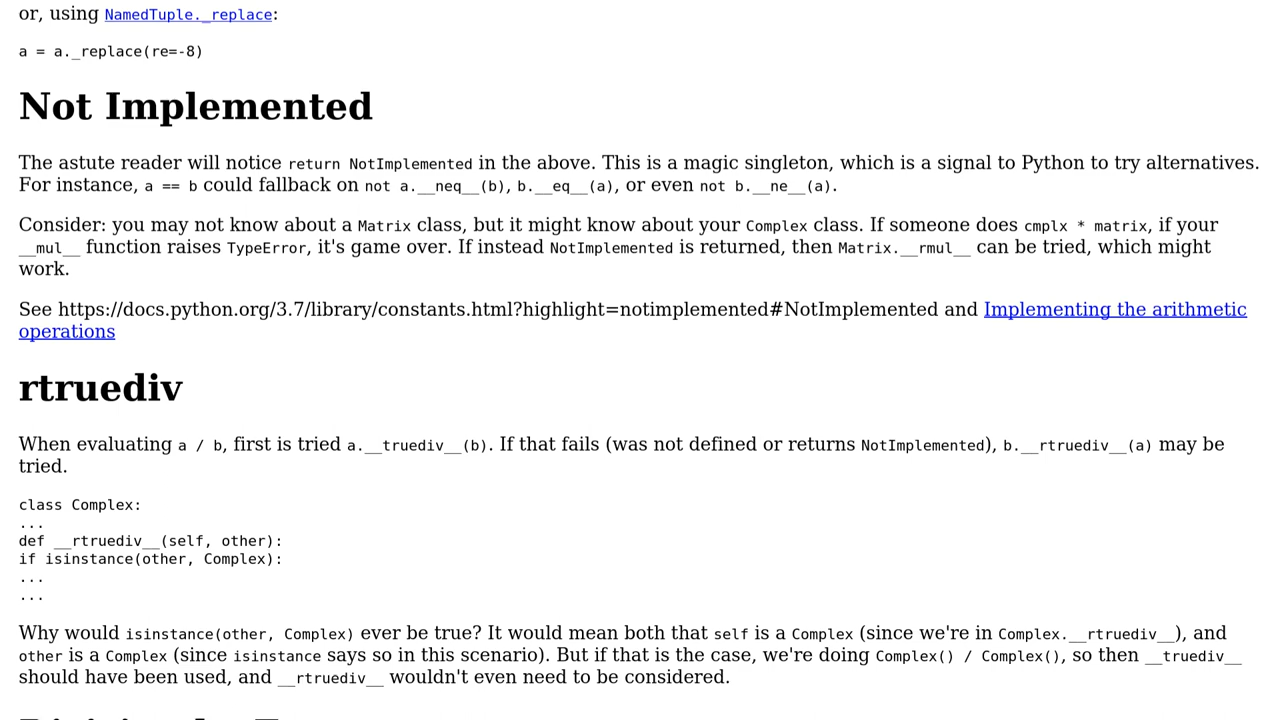 or, using NamedTuple._replace:
a = a._replace(re=-8)
Not Implemented
The astute reader will notice return NotImplemented in the above. This is a magic singleton, which is a signal to Python to try alternatives.
For instance, a == b could fallback on not a.__neq__(b), b.__eq__(a), or even not b.__ne__(a).
Consider: you may not know about a Matrix class, but it might know about your Complex class. If someone does cmplx * matrix, if your
__mul__ function raises TypeError, it's game over. If instead NotImplemented is returned, then Matrix.__rmul__ can be tried, which might
work.
See https://docs.python.org/3.7/library/constants.html?highlight=notimplemented#NotImplemented and Implementing the arithmetic
operations
rtruediv
When evaluating a / b, first is tried a.__truediv__(b). If that fails (was not defined or returns NotImplemented), b.__rtruediv__(a) may be
tried.
class Complex:
...
def __rtruediv__(self, other):
if isinstance(other, Complex):
...
...
Why would isinstance(other, Complex) ever be true? It would mean both that self is a Complex (since we're in Complex.__rtruediv__), and
other is a Complex (since isinstance says so in this scenario). But if that is the case, we're doing Complex() / Complex(), so then __truediv__
should have been used, and __rtruediv__ wouldn't even need to be considered.